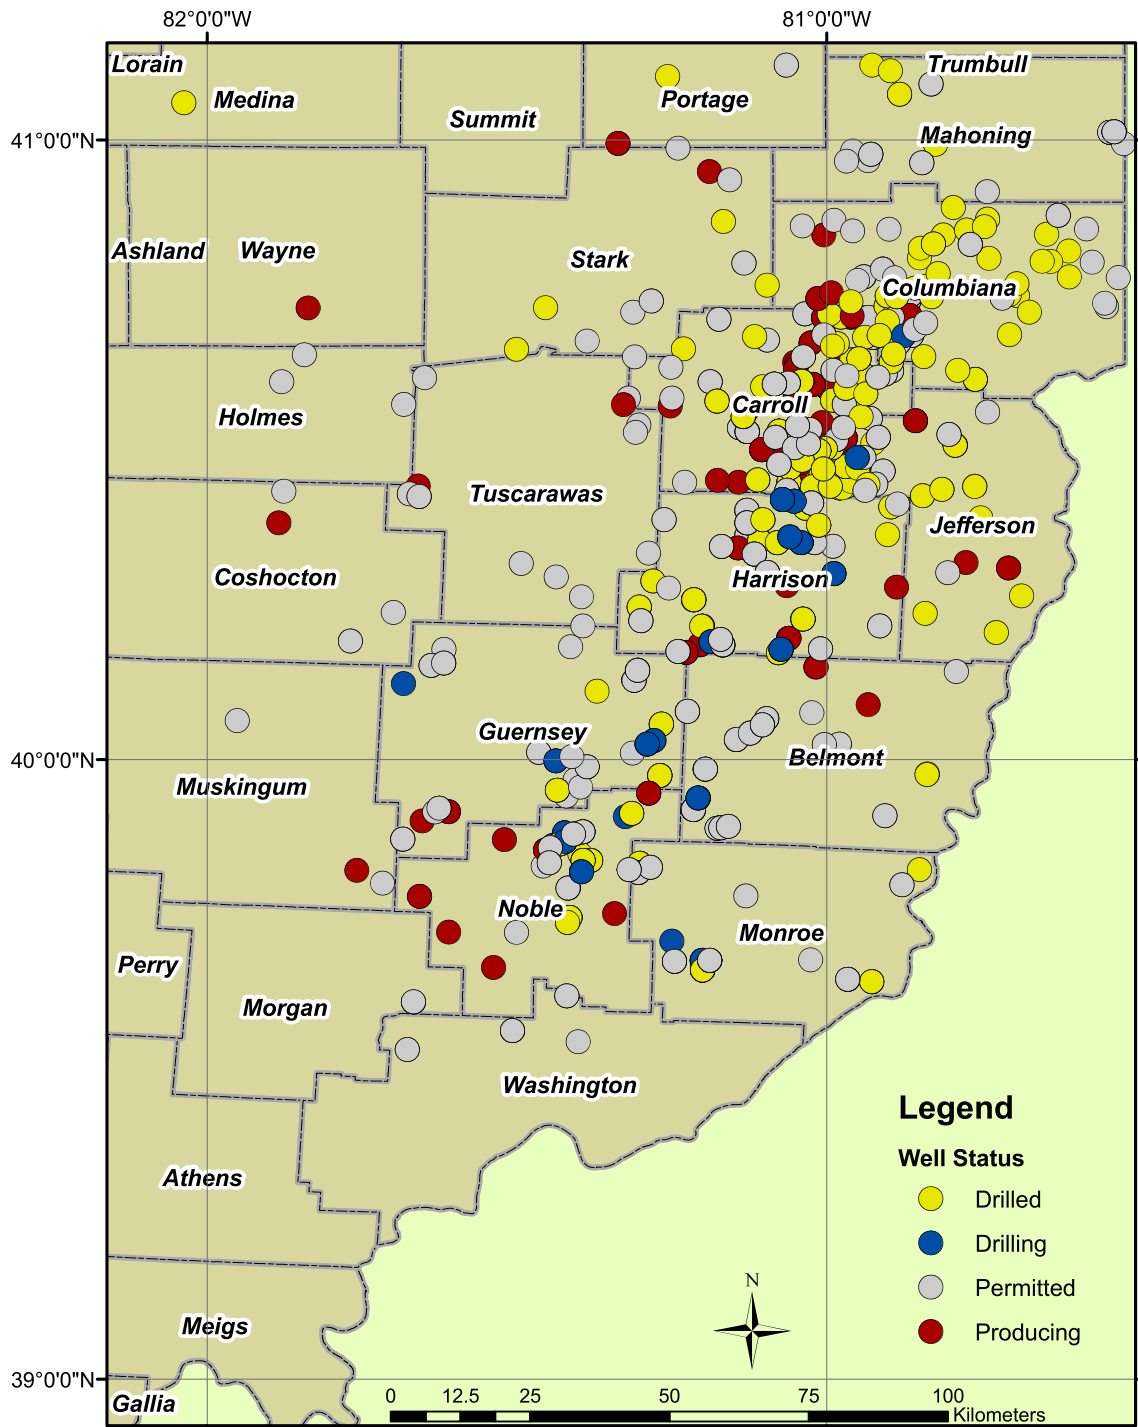 82°0'0"W 81°0'0"W
Lorain
Trumbull
Medina
Portage
Summit
41°0'0"N
Mahoning
Ashland
Wayne
Stark
Columbiana
Carroll
Holmes
Tuscarawas
Jefferson
Coshocton
Harrison
Guernsey
40°0'0"N
Belmont
Muskingum
Noble
Monroe
Perry
Morgan
Washington
Legend
Well Status
Athens
Drilled
Drilling
Permitted
N
Meigs
Producing
39°0'0"N
0 12.5 25 50 75 100
Gallia
Kilometers